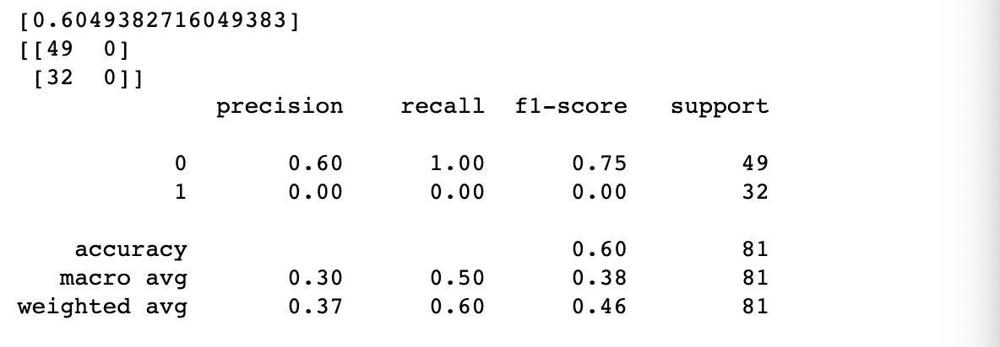 [0.6049382716049383]
[[49  0]
 [32  0]]
              precision    recall  f1-score   support

           0       0.60      1.00      0.75        49
           1       0.00      0.00      0.00        32

    accuracy                           0.60        81
   macro avg       0.30      0.50      0.38        81
weighted avg       0.37      0.60      0.46        81